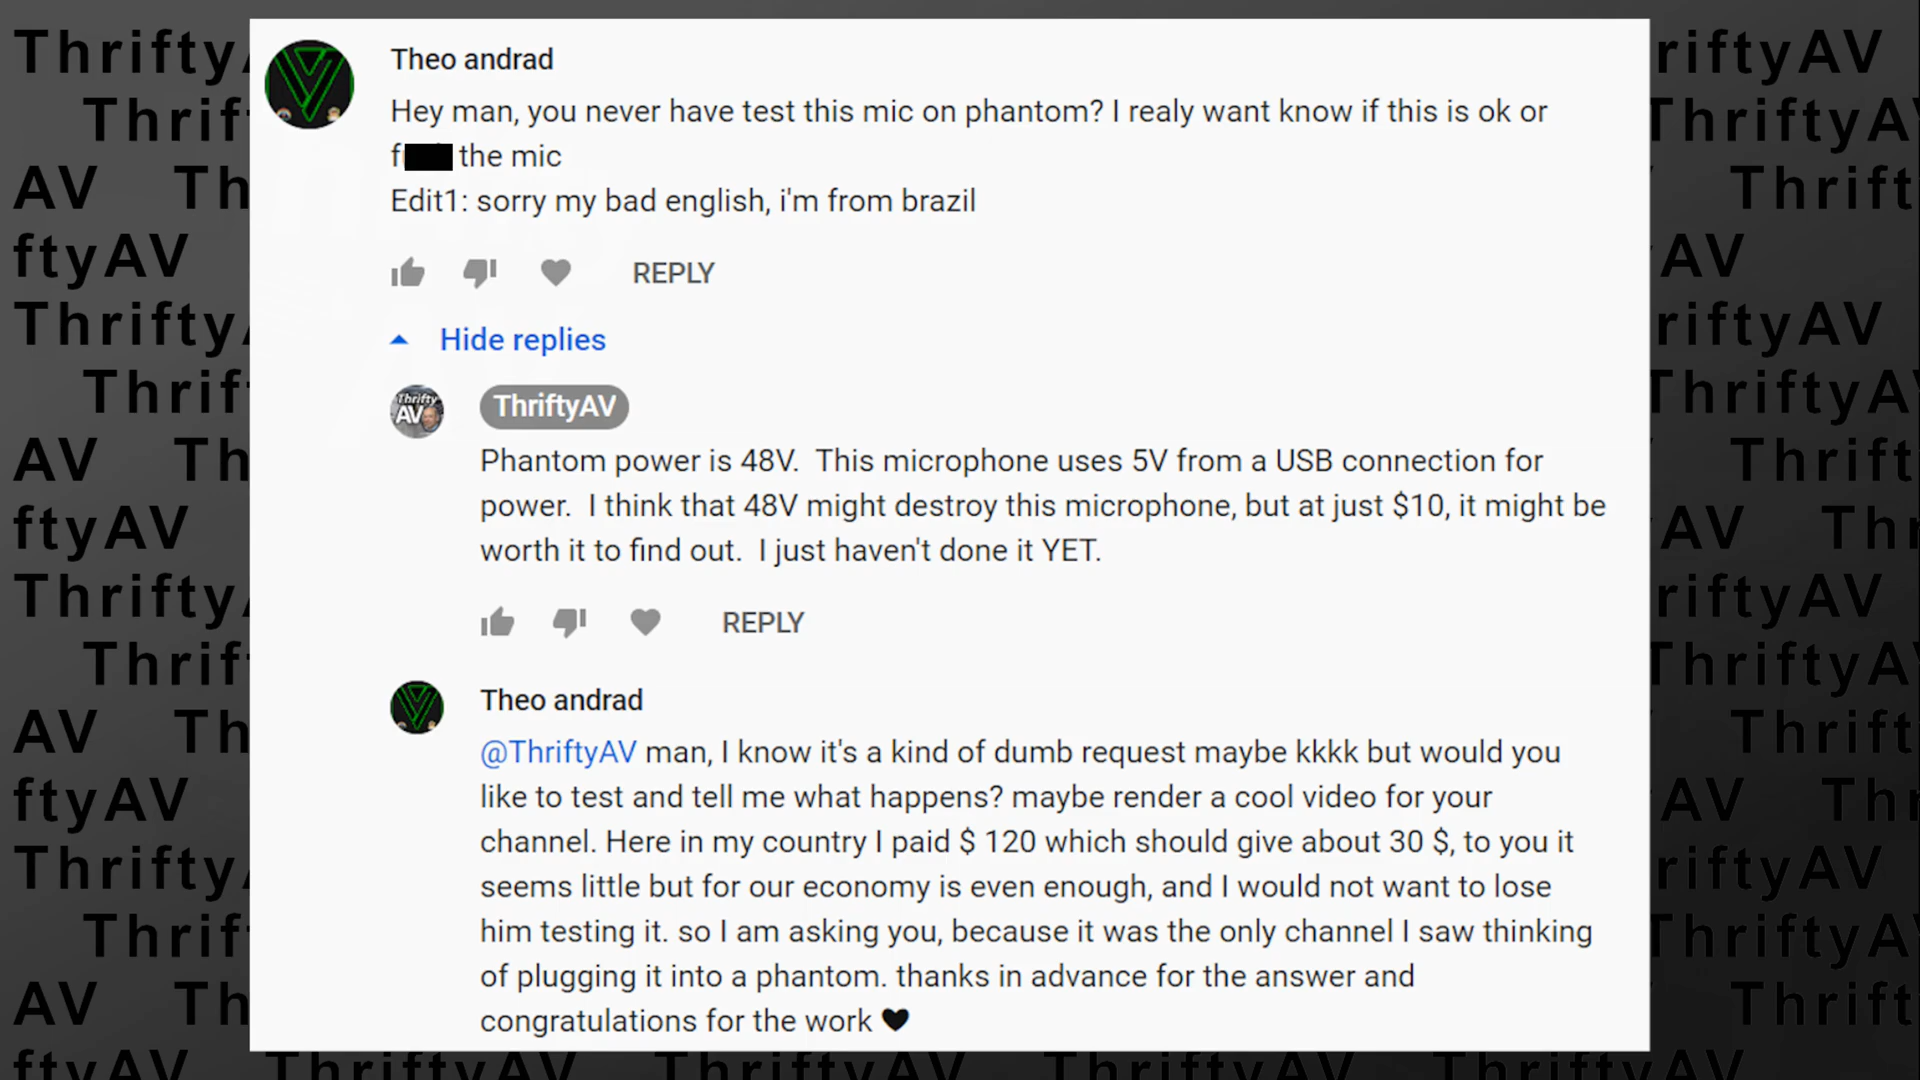 Theo andrad
Hey man, you never have test this mic on phantom? I realy want know if this is ok or
f the mic
Edit1: sorry my bad english, i'm from brazil
REPLY
Hide replies
Thrifty
AV
ThriftyAV
Phantom power is 48V. This microphone uses 5V from a USB connection for
power. I think that 48V might destroy this microphone, but at just $10, it might be
worth it to find out. I just haven't done it YET.
REPLY
Theo andrad
@ThriftyAV man, I know it's a kind of dumb request maybe kkkk but would you
like to test and tell me what happens? maybe render a cool video for your
channel. Here in my country I paid $ 120 which should give about 30 $, to you it
seems little but for our economy is even enough, and I would not want to lose
him testing it. so I am asking you, because it was the only channel I saw thinking
of plugging it into a phantom. thanks in advance for the answer and
congratulations for the work 🖤
ThriftyAV ThriftyAV ThriftyAV ThriftyAV